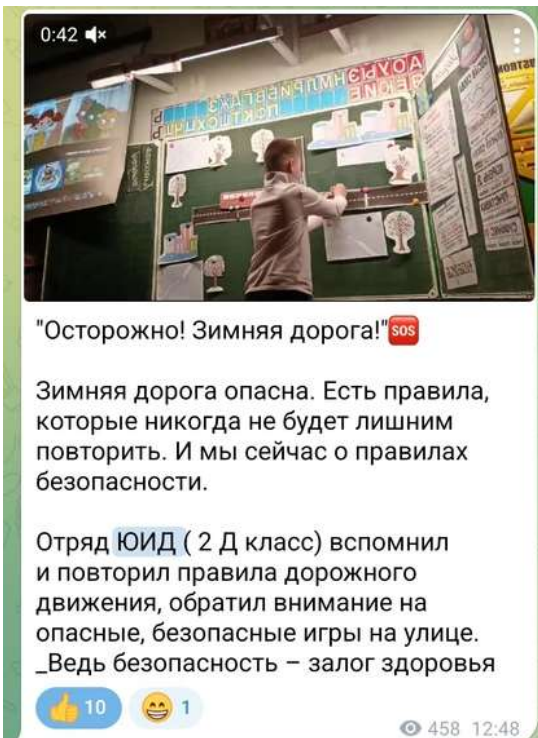 0:42
"Осторожно! Зимняя дорога!" SOS
Зимняя дорога опасна. Есть правила,
которые никогда не будет лишним
повторить. И мы сейчас о правилах
безопасности.
Отряд ЮИД ( 2 Д класс) вспомнил
и повторил правила дорожного
движения, обратил внимание на
опасные, безопасные игры на улице.
_Ведь безопасность – залог здоровья
10
1
458 12:48